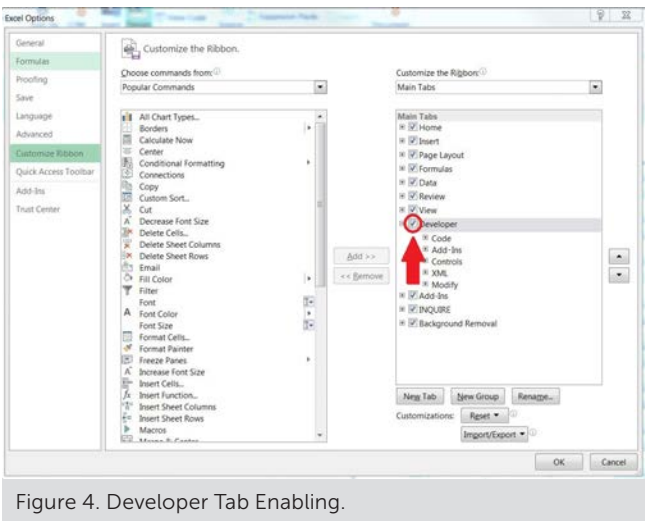 Excel Options
General
Formulas
Proofing
Save
Language
Advanced
Customize Ribbon
Quick Access Toolbar
Add-Ins
Trust Center
Customize the Ribbon.
Choose commands from:
Popular Commands
All Chart Types...
Borders
Calculate Now
Center
Conditional Formatting
Connections
Copy
Custom Sort...
Cut
Decrease Font Size
Delete Cells...
Delete Sheet Columns
Delete Sheet Rows
Email
Fill Color
Filter
Font
Font Color
Font Size
Format Cells...
Format Painter
Freeze Panes
Increase Font Size
Insert Cells...
Insert Function...
Insert Sheet Columns
Insert Sheet Rows
Macros
Merge & Center
Add >>
<< Remove
Customize the Ribbon:
Main Tabs
Main Tabs
Home
Insert
Page Layout
Formulas
Data
Review
View
Developer
Code
Add-Ins
Controls
XML
Modify
Add-Ins
INQUIRE
Background Removal
New Tab New Group Rename...
Customizations: Reset
Import/Export
OK Cancel
Figure 4. Developer Tab Enabling.